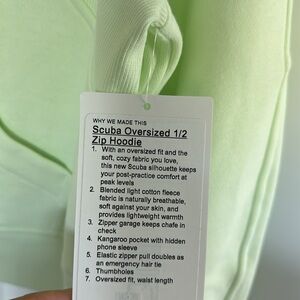 WHY WE MADE THIS
Scuba Oversized 1/2
Zip Hoodie
1. With an oversized fit and the
soft, cozy fabric you love,
this new Scuba silhouette keeps
your post-practice comfort at
peak levels
2. Blended light cotton fleece
fabric is naturally breathable,
soft against your skin, and
provides lightweight warmth
3. Zipper garage keeps chafe in
check
4. Kangaroo pocket with hidden
phone sleeve
5. Elastic zipper pull doubles as
an emergency hair tie
6. Thumbholes
7. Oversized fit, waist length